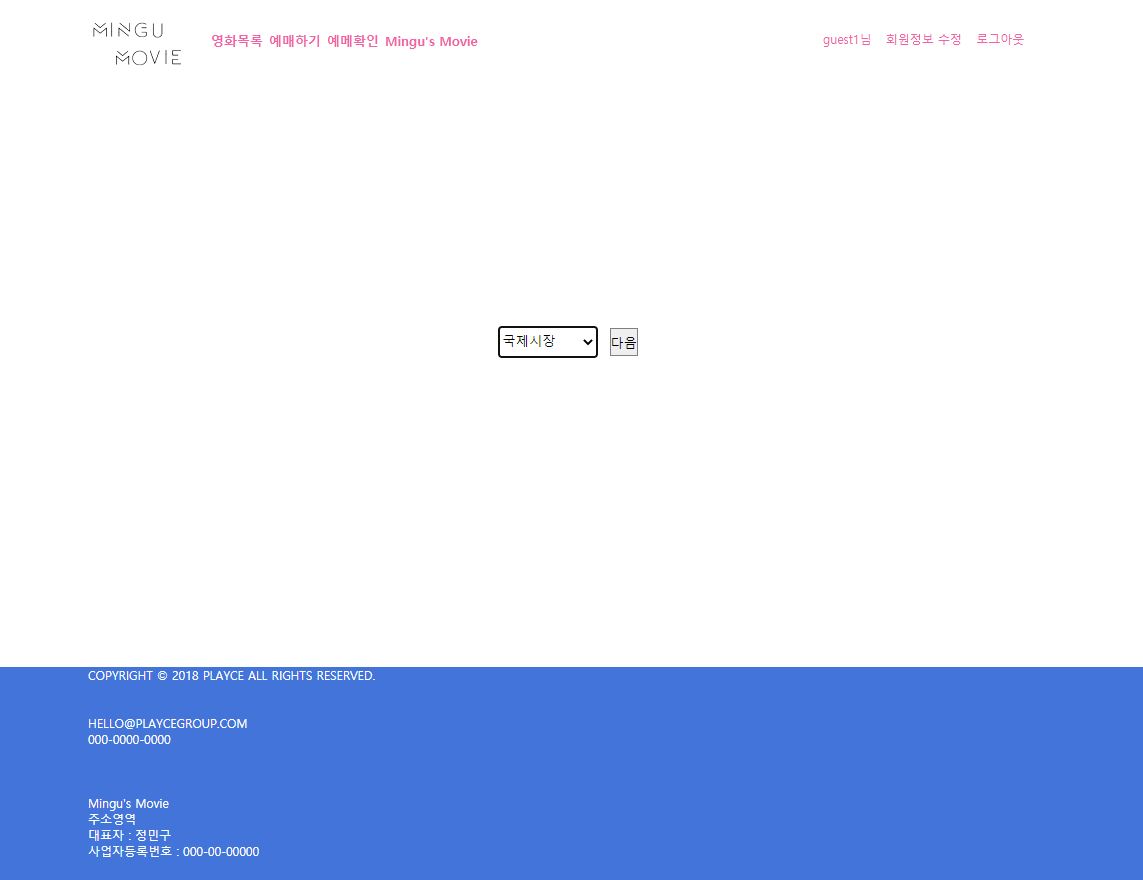 MINGU
MOVIE
영화목록 예매하기 예메확인 Mingu's Movie
guest1님 회원정보 수정 로그아웃
국제시장 다음
COPYRIGHT © 2018 PLAYCE ALL RIGHTS RESERVED.
HELLO@PLAYCEGROUP.COM
000-0000-0000
Mingu's Movie
주소영역
대표자 : 정민구
사업자등록번호 : 000-00-00000